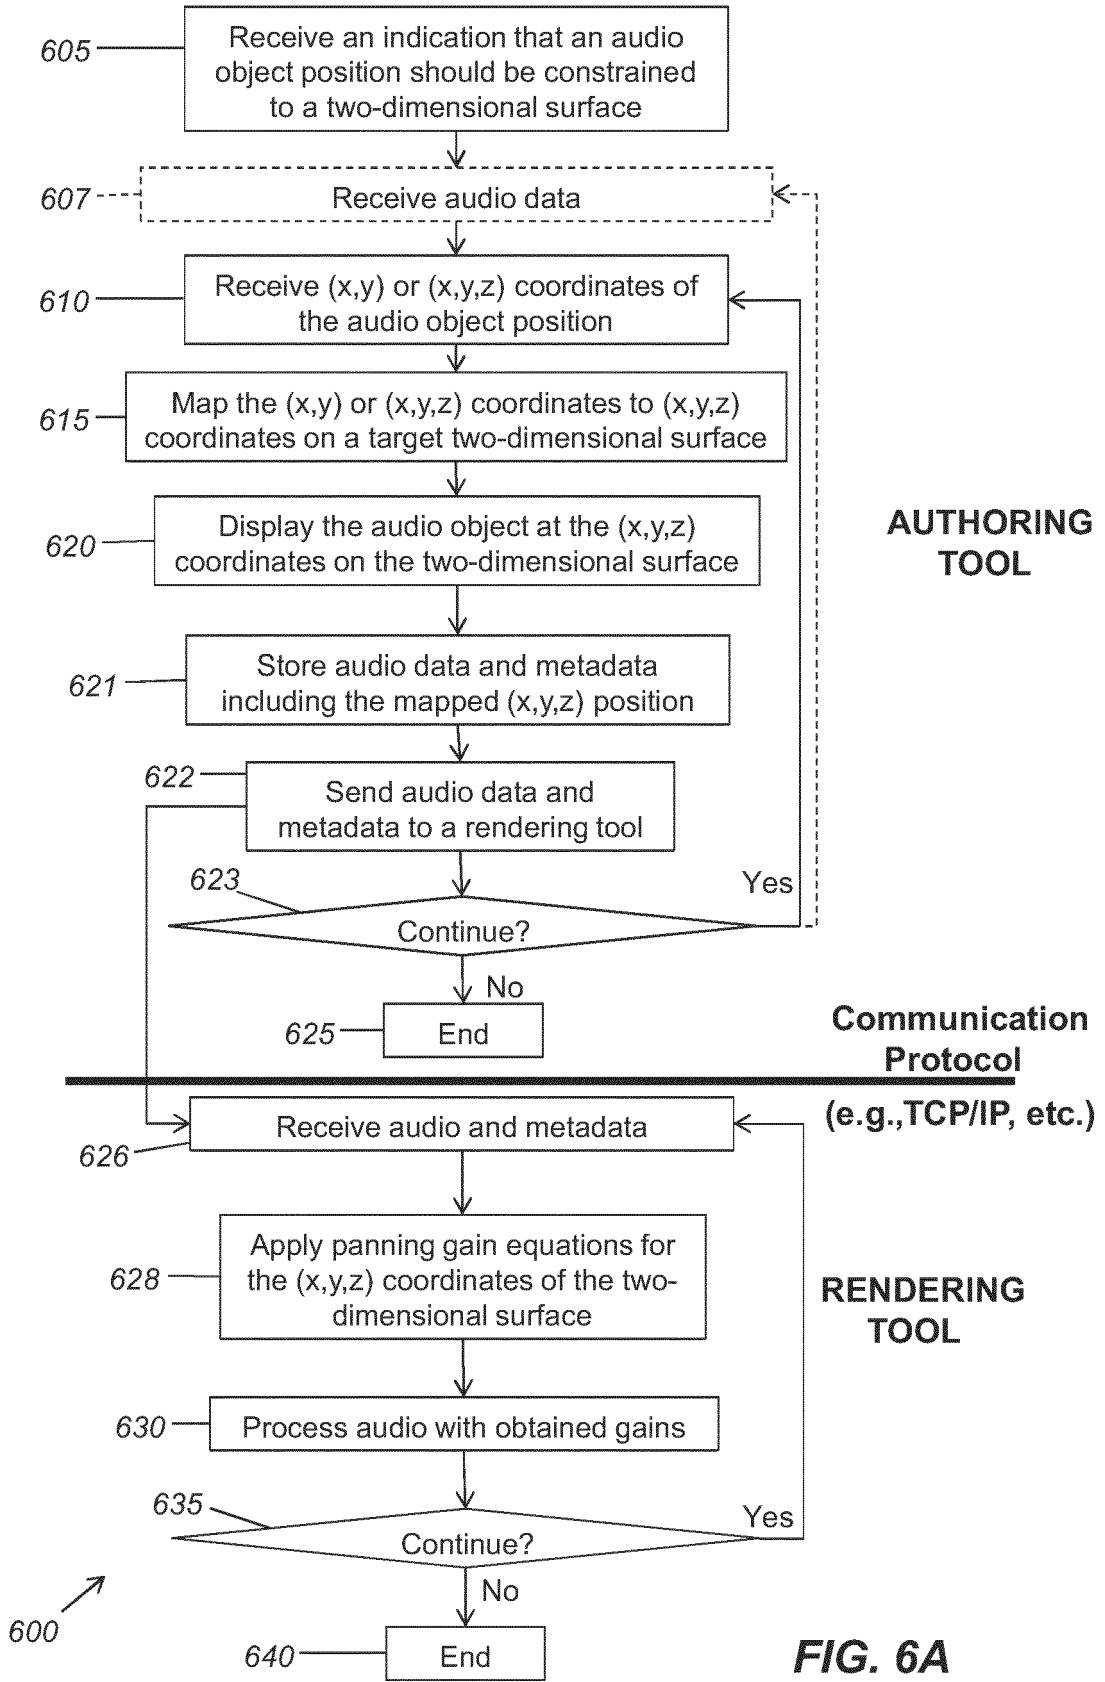 605
Receive an indication that an audio
object position should be constrained
to a two-dimensional surface
607
Receive audio data
610
Receive (x,y) or (x,y,z) coordinates of
the audio object position
615
Map the (x,y) or (x,y,z) coordinates to (x,y,z)
coordinates on a target two-dimensional surface
620
Display the audio object at the (x,y,z)
coordinates on the two-dimensional surface
AUTHORING
TOOL
621
Store audio data and metadata
including the mapped (x,y,z) position
622
Send audio data and
metadata to a rendering tool
623
Continue?
Yes
No
625
End
Communication
Protocol
(e.g.,TCP/IP, etc.)
626
Receive audio and metadata
628
Apply panning gain equations for
the (x,y,z) coordinates of the two-
dimensional surface
RENDERING
TOOL
630
Process audio with obtained gains
635
Continue?
Yes
No
600
640
End
FIG. 6A